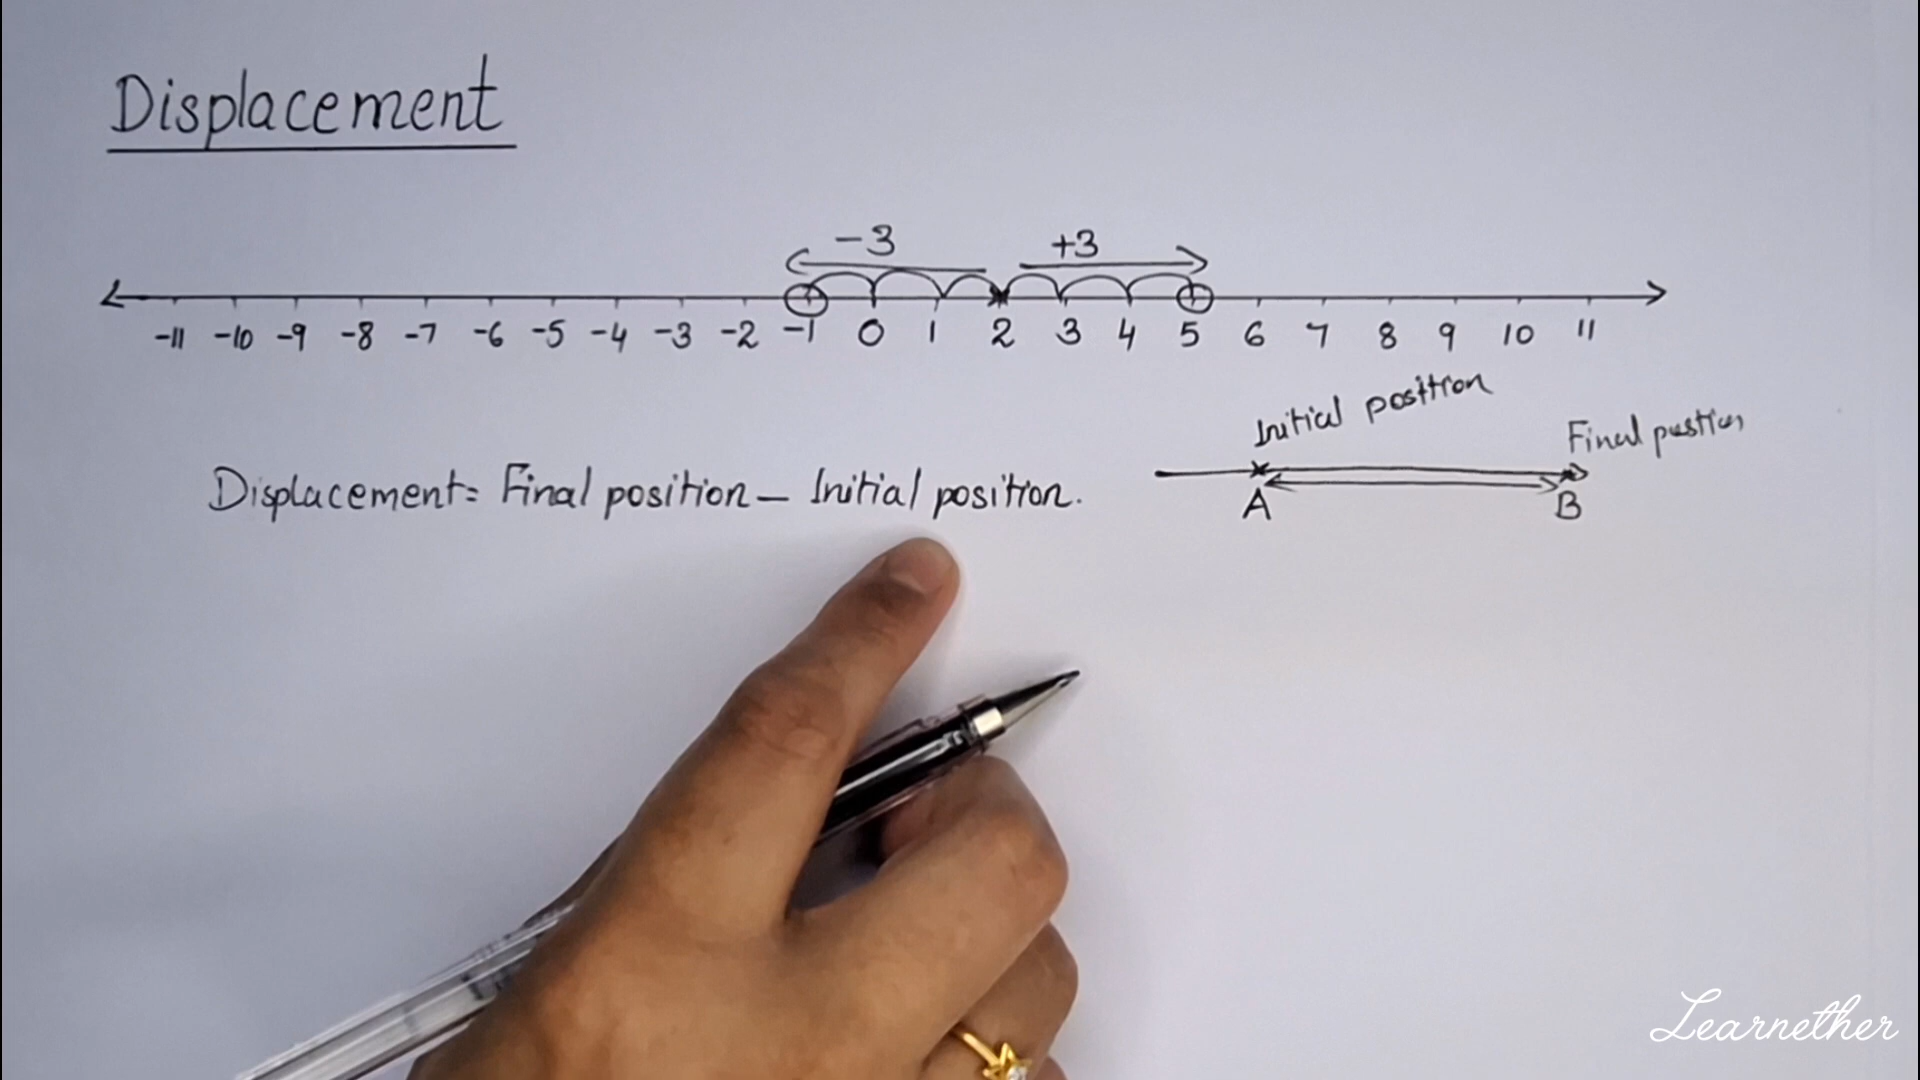 Displacement
-3 +3
-11 -10 -9 -8 -7 -6 -5 -4 -3 -2 -1 0 1 2 3 4 5 6 7 8 9 10 11
Initial position
Final
Displacement = Final position - Initial position.
A B
Learnether